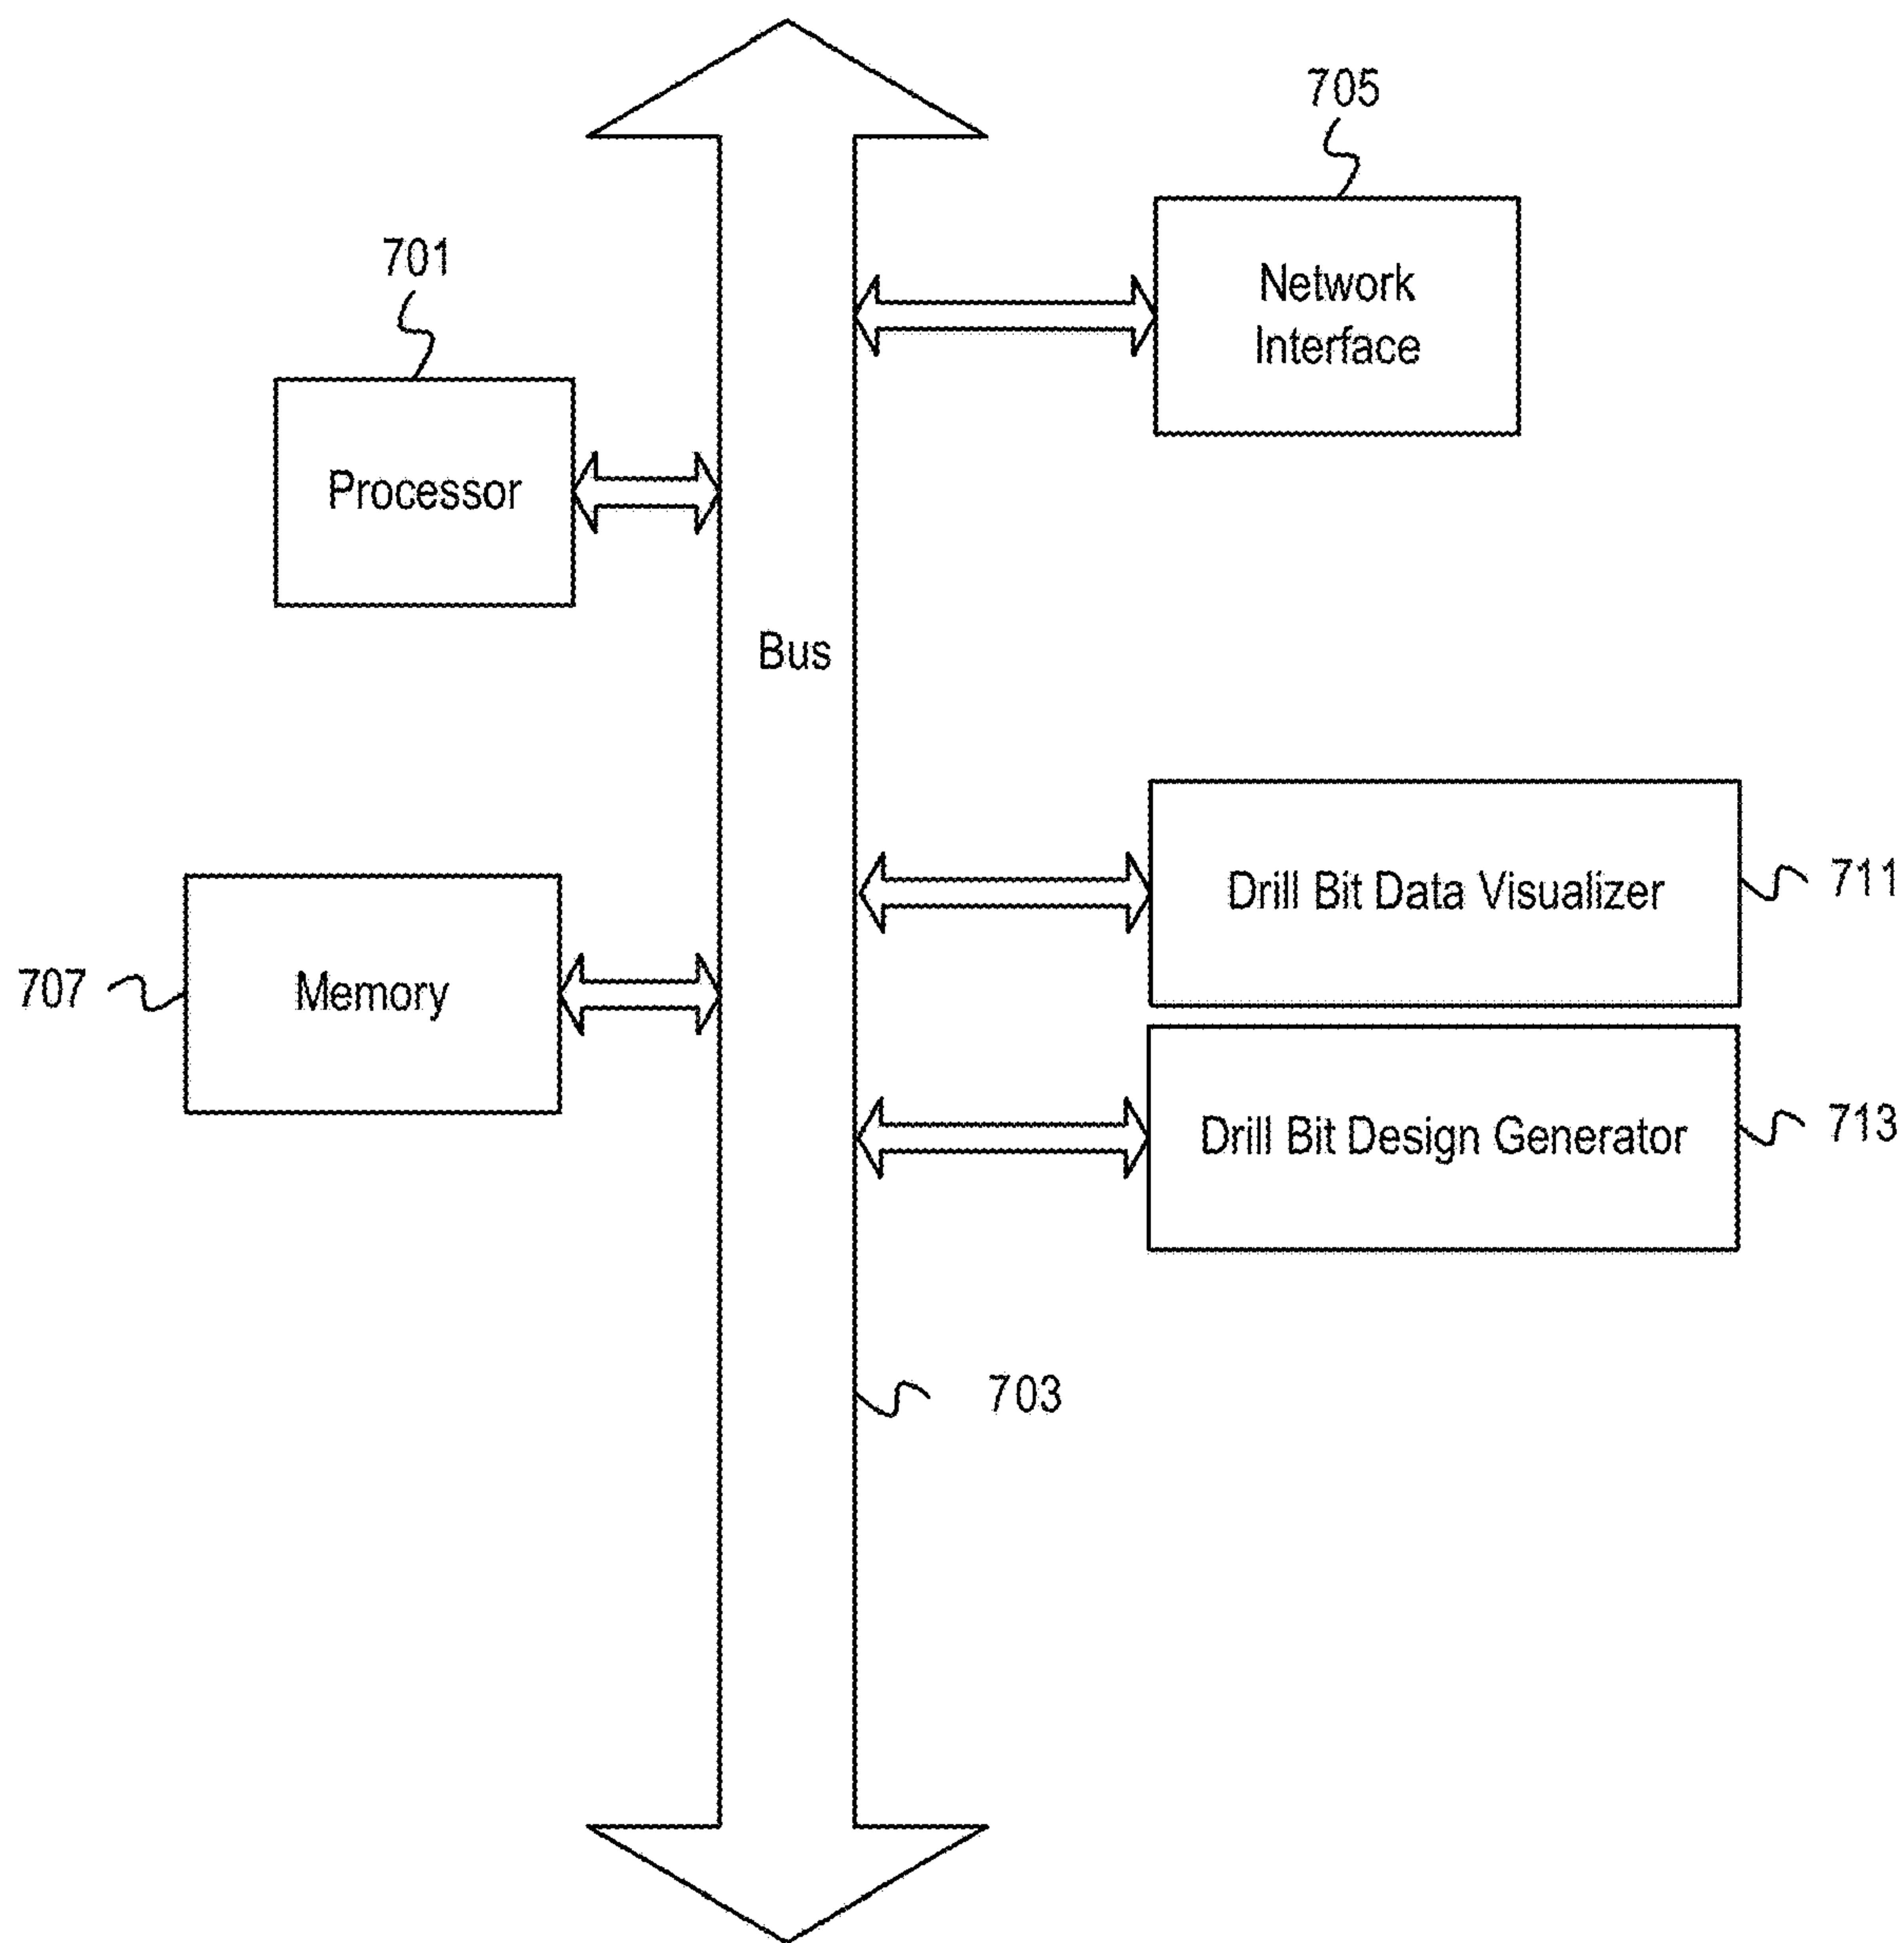 705
Network
Interface
701
Processor
Bus
Drill Bit Data Visualizer
711
707
Memory
Drill Bit Design Generator
713
703